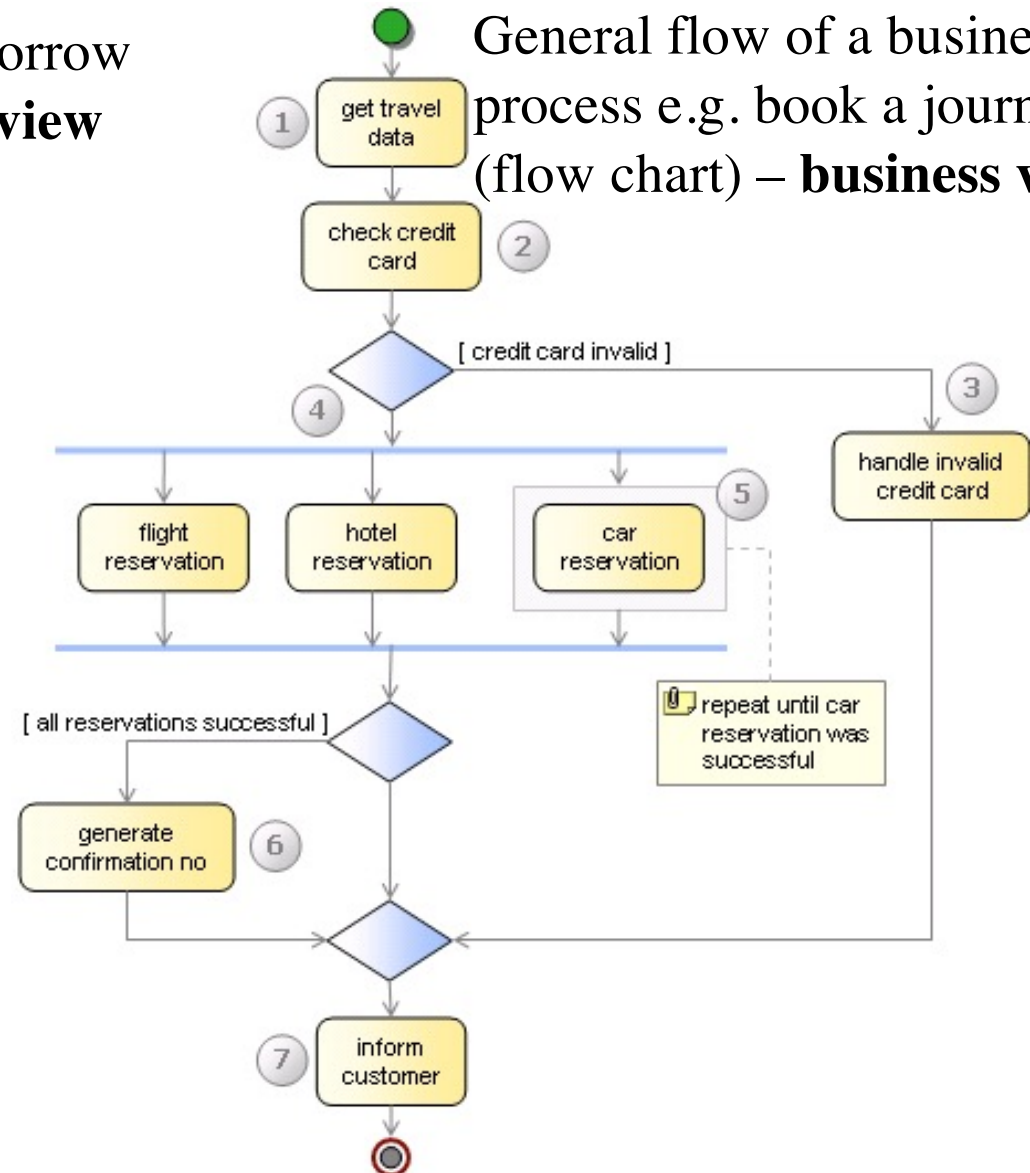 orrow
view
General flow of a busine
process e.g. book a journ
(flow chart) – business v
1
get travel
data
check credit
card
2
[ credit card invalid ]
3
4
handle invalid
credit card
5
flight
reservation
hotel
reservation
car
reservation
repeat until car
reservation was
successful
[ all reservations successful ]
generate
confirmation no
6
7
inform
customer